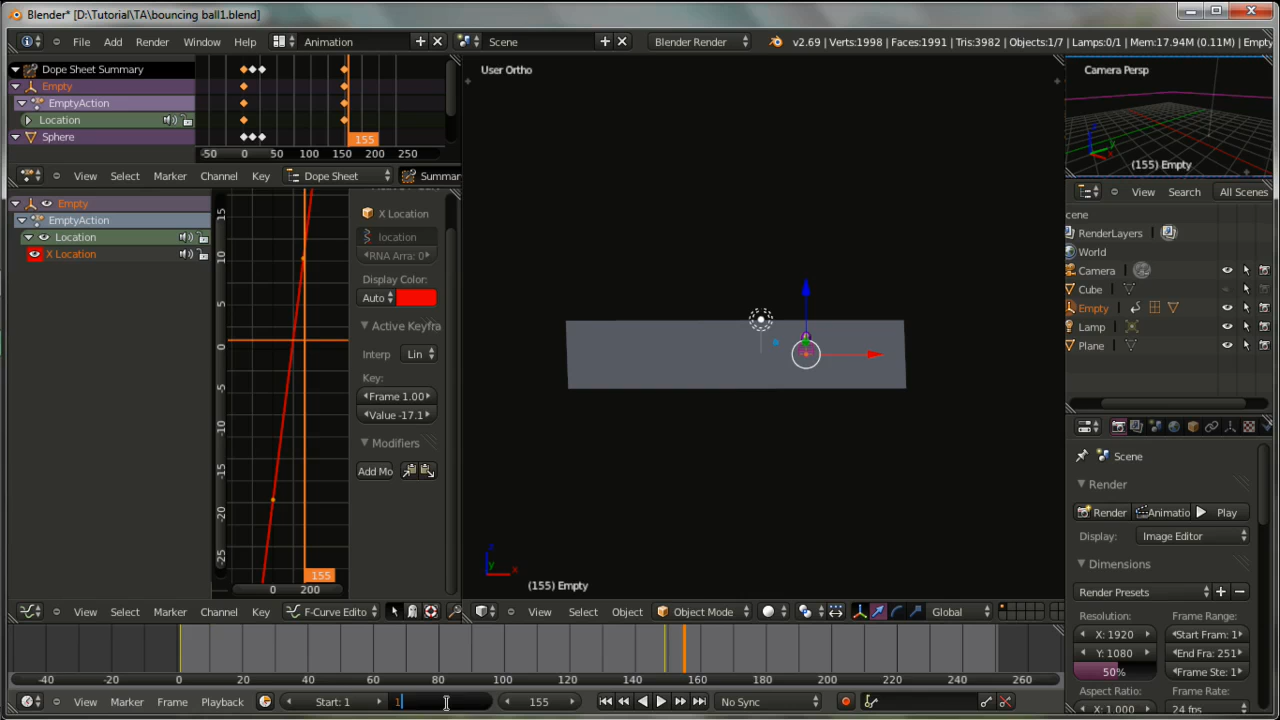 Blender* [D:\Tutorial\TA\bouncing ball1.blend]
File Add Render Window Help Animation Scene Blender Render v2.69 | Verts:1998 | Faces:1991 | Tris:3982 | Objects:1/7 | Lamps:0/1 | Mem:17.94M (0.11M) | Empty
Dope Sheet Summary
Empty
EmptyAction
Location
Sphere
155
-50 0 50 100 150 200 250
View Select Marker Channel Key Dope Sheet Summar
User Ortho
Camera Persp
(155) Empty
View Search All Scenes
cene
RenderLayers
World
Camera
Cube
Empty
Lamp
Plane
Empty
EmptyAction
Location
X Location
15
10
5
0
-5
-10
-15
-20
-25
155
0 200
X Location
location
RNA Arra: 0
Display Color:
Auto
Active Keyfra
Interp Lin
Key:
Frame 1.00
Value -17.1
Modifiers
Add Mo
z
y
x
(155) Empty
Scene
Render
Render Animatio Play
Display: Image Editor
Dimensions
Render Presets
Resolution: Frame Range:
X: 1920 Start Fram: 1
Y: 1080 End Fra: 251
50% Frame Ste: 1
Aspect Ratio: Frame Rate:
X: 1.000 24 fps
View Select Marker Channel Key F-Curve Edito
View Select Object Object Mode Global
-40 -20 0 20 40 60 80 100 120 140 160 180 200 220 240 260
View Marker Frame Playback Start: 1 1 155 No Sync